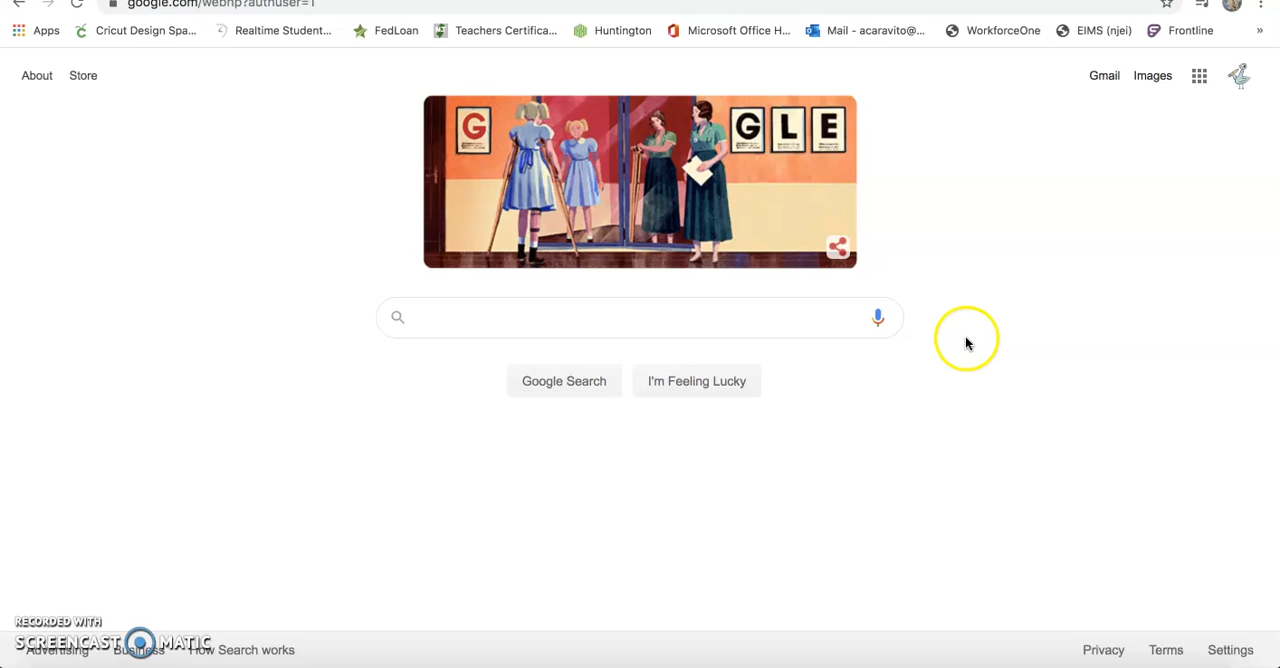 google.com/webhp?authuser=1
Apps Cricut Design Spa... Realtime Student... FedLoan Teachers Certifica... Huntington Microsoft Office H... Mail - acaravito@... WorkforceOne EIMS (njei) Frontline »
About Store Gmail Images
G G L E
Google Search I'm Feeling Lucky
RECORDED WITH
SCREENCAST MATIC
Advertising Business How Search works Privacy Terms Settings